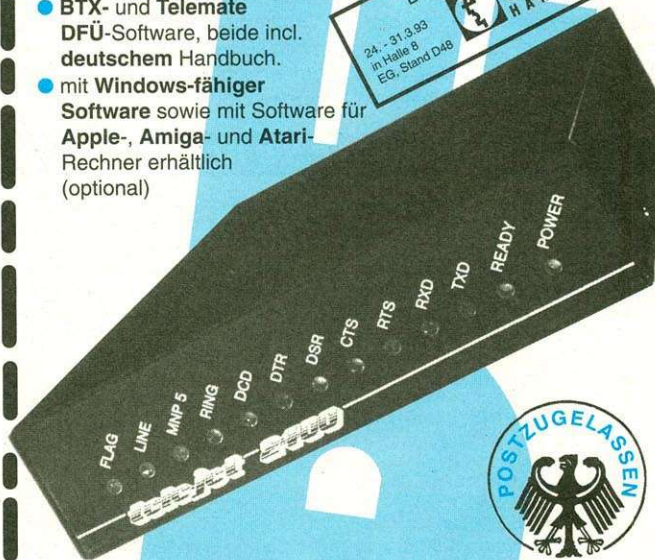 BTX- und Telemate
DFÜ-Software, beide incl.
deutschem Handbuch.
mit Windows-fähiger
Software sowie mit Software für
Apple-, Amiga- und Atari-
Rechner erhältlich
(optional)
24. - 31.3.93
in Halle 8
EG, Stand D48
FLAG
LINE
MNP 5
RING
DCD
DTR
DSR
CTS
RTS
RXD
TXD
READY
POWER
telejet 2400
POSTZUGELASSEN